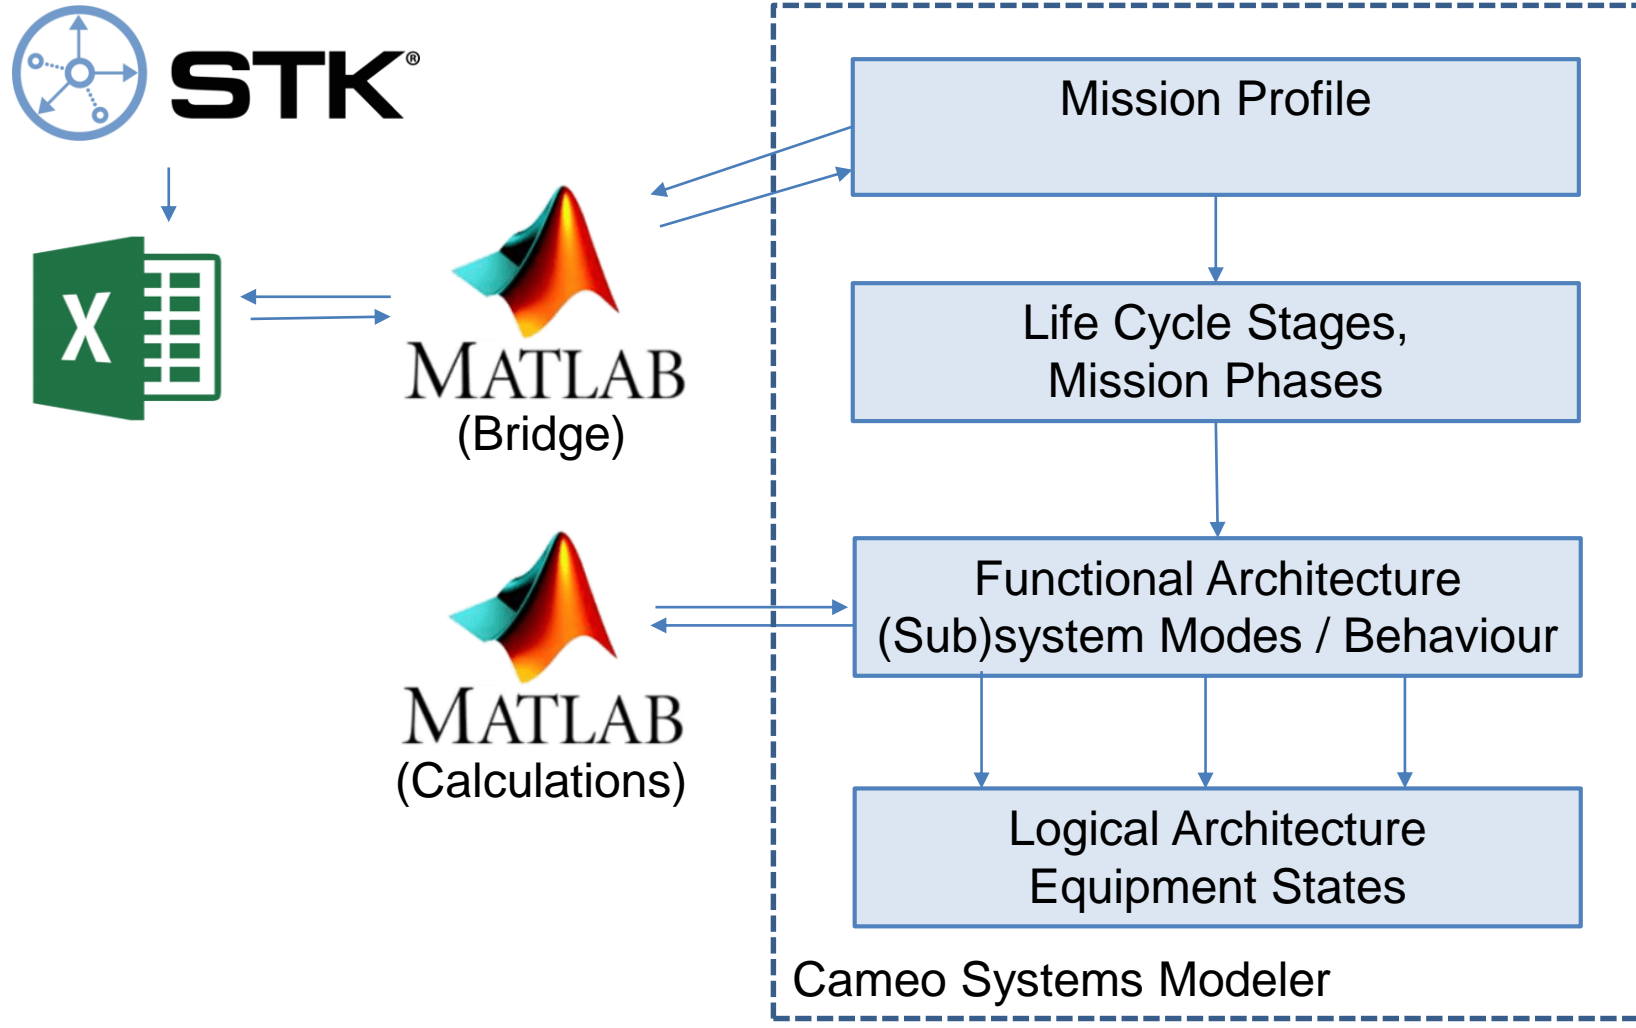 STK®
Mission Profile
X
MATLAB
(Bridge)
Life Cycle Stages,
Mission Phases
MATLAB
(Calculations)
Functional Architecture
(Sub)system Modes / Behaviour
Logical Architecture
Equipment States
Cameo Systems Modeler